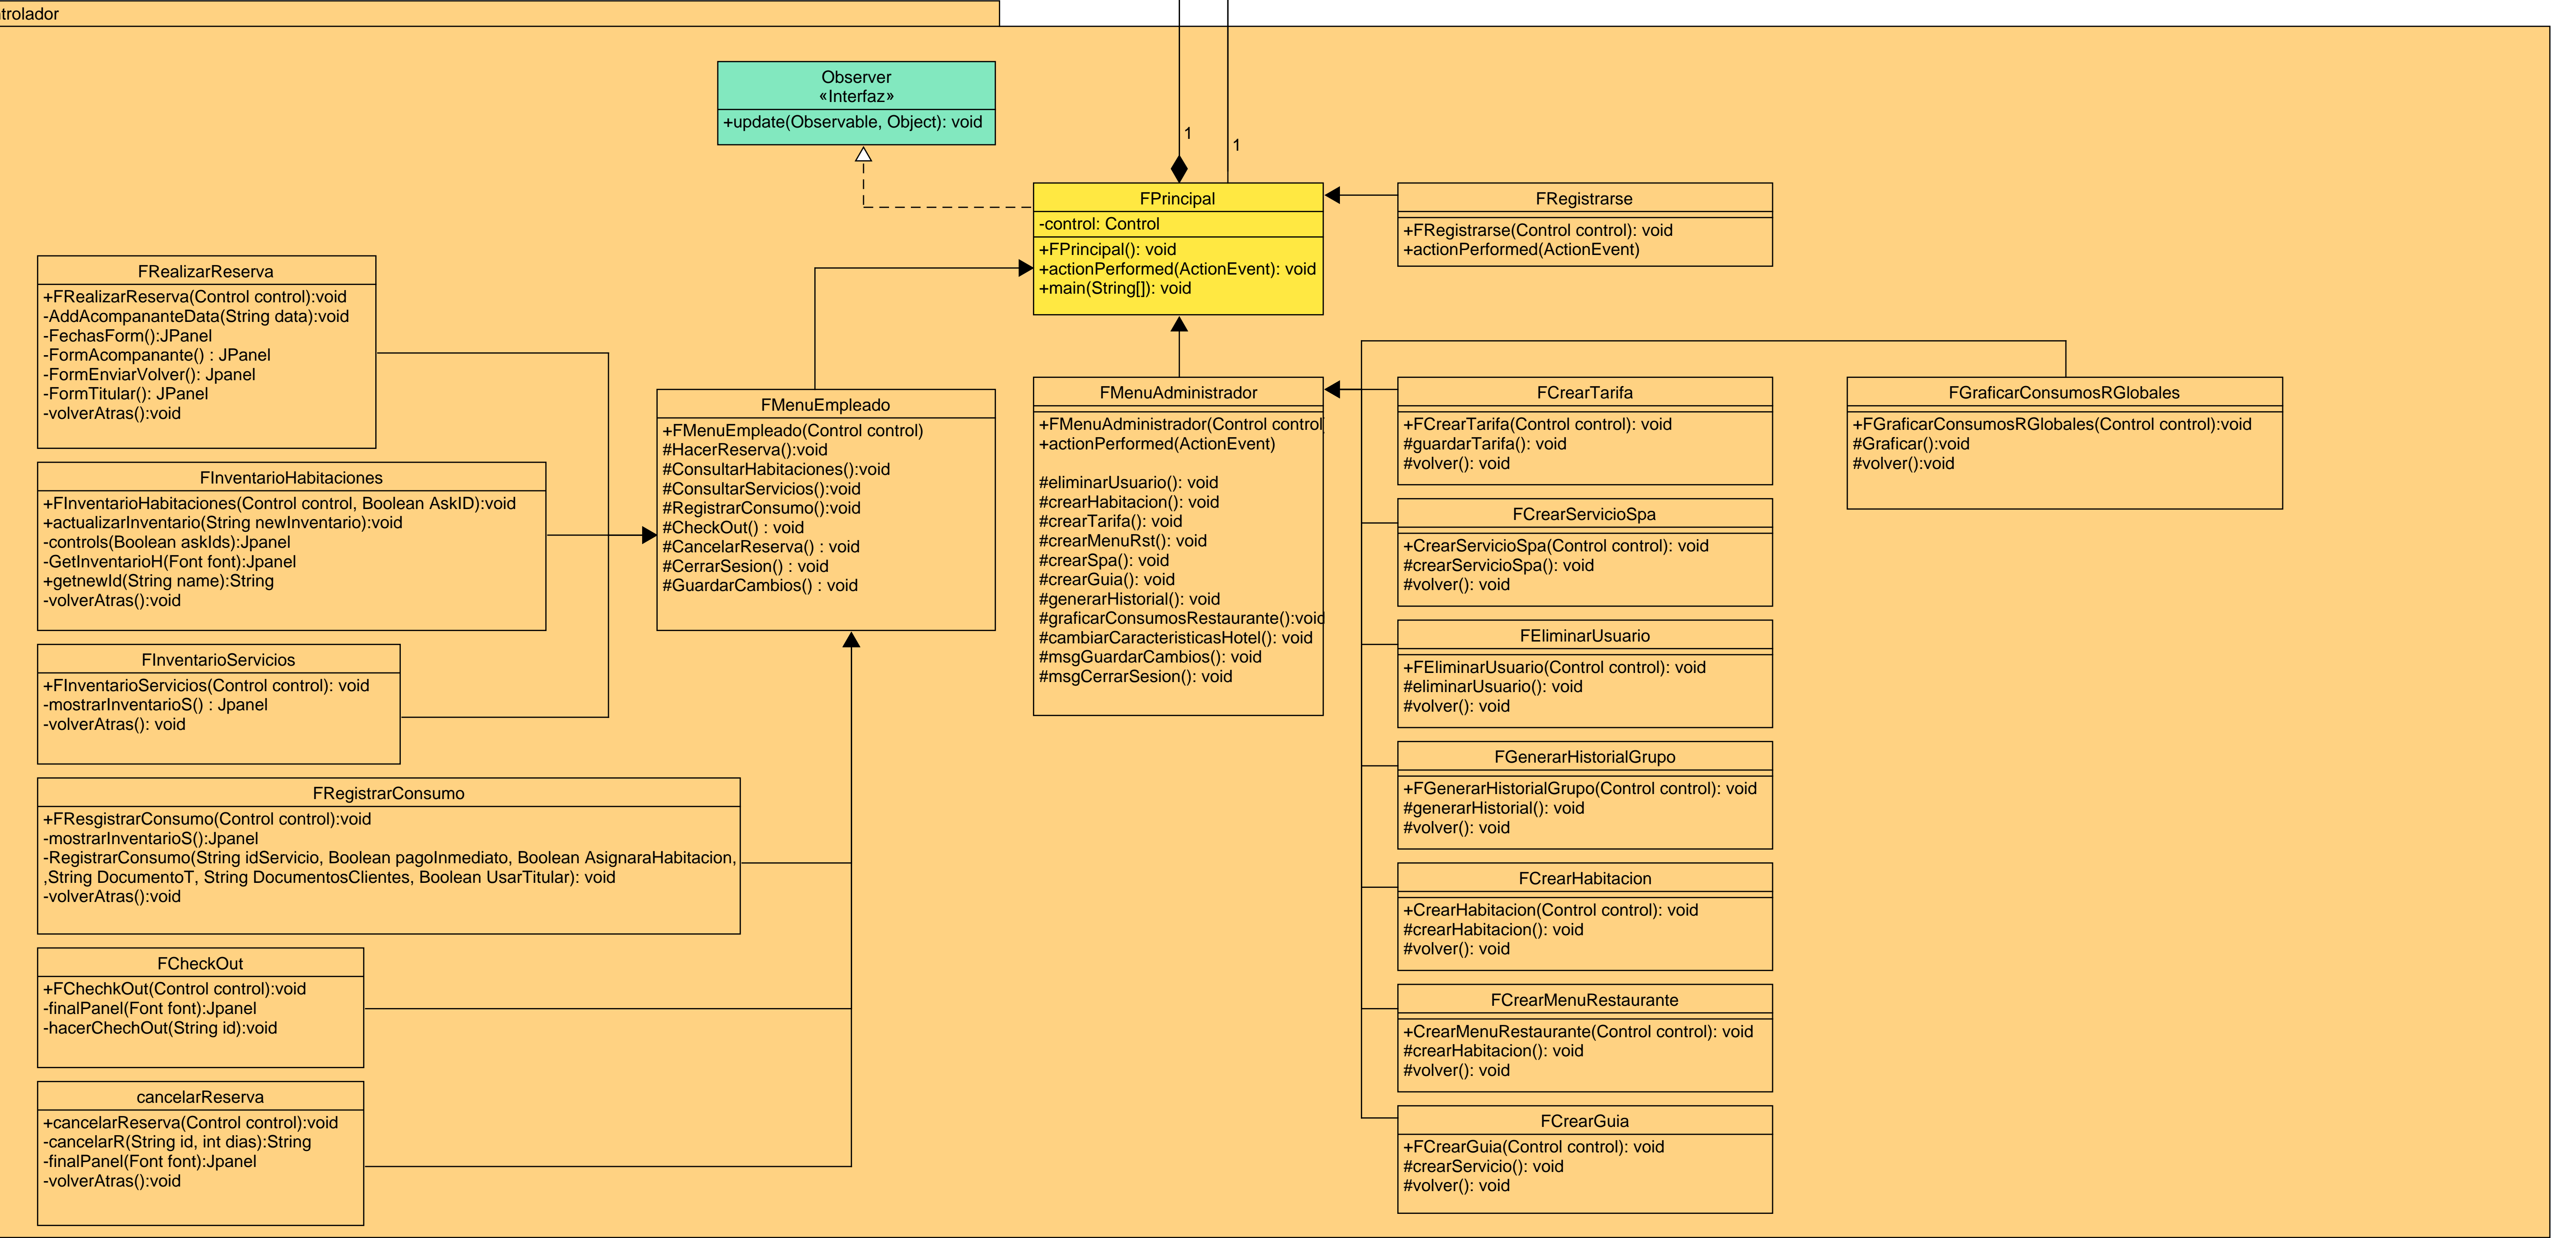 trolador
Observer
«Interfaz»
+update(Observable, Object): void
1
1
FPrincipal
-control: Control
+FPrincipal(): void
+actionPerformed(ActionEvent): void
+main(String[]): void
FRegistrarse
+FRegistrarse(Control control): void
+actionPerformed(ActionEvent)
FRealizarReserva
+FRealizarReserva(Control control):void
-AddAcompananteData(String data):void
-FechasForm():JPanel
-FormAcompanante() : JPanel
-FormEnviarVolver(): Jpanel
-FormTitular(): JPanel
-volverAtras():void
FInventarioHabitaciones
+FInventarioHabitaciones(Control control, Boolean AskID):void
+actualizarInventario(String newInventario):void
-controls(Boolean askIds):Jpanel
-GetInventarioH(Font font):Jpanel
+getnewId(String name):String
-volverAtras():void
FInventarioServicios
+FInventarioServicios(Control control): void
-mostrarInventarioS() : Jpanel
-volverAtras(): void
FRegistrarConsumo
+FResgistrarConsumo(Control control):void
-mostrarInventarioS():Jpanel
-RegistrarConsumo(String idServicio, Boolean pagoInmediato, Boolean AsignaraHabitacion,
,String DocumentoT, String DocumentosClientes, Boolean UsarTitular): void
-volverAtras():void
FCheckOut
+FChechkOut(Control control):void
-finalPanel(Font font):Jpanel
-hacerChechOut(String id):void
cancelarReserva
+cancelarReserva(Control control):void
-cancelarR(String id, int dias):String
-finalPanel(Font font):Jpanel
-volverAtras():void
FMenuEmpleado
+FMenuEmpleado(Control control)
#HacerReserva():void
#ConsultarHabitaciones():void
#ConsultarServicios():void
#RegistrarConsumo():void
#CheckOut() : void
#CancelarReserva() : void
#CerrarSesion() : void
#GuardarCambios() : void
FMenuAdministrador
+FMenuAdministrador(Control control
+actionPerformed(ActionEvent)
#eliminarUsuario(): void
#crearHabitacion(): void
#crearTarifa(): void
#crearMenuRst(): void
#crearSpa(): void
#crearGuia(): void
#generarHistorial(): void
#graficarConsumosRestaurante():void
#cambiarCaracteristicasHotel(): void
#msgGuardarCambios(): void
#msgCerrarSesion(): void
FCrearTarifa
+FCrearTarifa(Control control): void
#guardarTarifa(): void
#volver(): void
FCrearServicioSpa
+CrearServicioSpa(Control control): void
#crearServicioSpa(): void
#volver(): void
FEliminarUsuario
+FEliminarUsuario(Control control): void
#eliminarUsuario(): void
#volver(): void
FGenerarHistorialGrupo
+FGenerarHistorialGrupo(Control control): void
#generarHistorial(): void
#volver(): void
FCrearHabitacion
+CrearHabitacion(Control control): void
#crearHabitacion(): void
#volver(): void
FCrearMenuRestaurante
+CrearMenuRestaurante(Control control): void
#crearHabitacion(): void
#volver(): void
FCrearGuia
+FCrearGuia(Control control): void
#crearServicio(): void
#volver(): void
FGraficarConsumosRGlobales
+FGraficarConsumosRGlobales(Control control):void
#Graficar():void
#volver():void